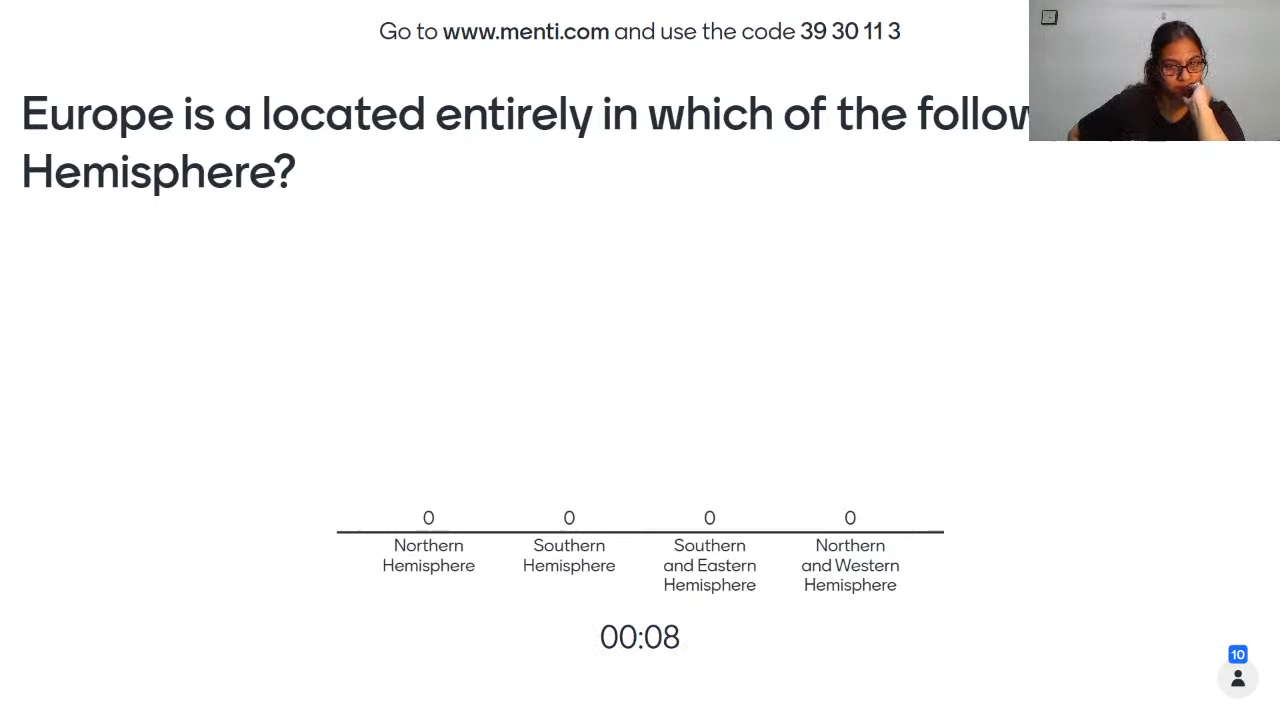 Go to www.menti.com and use the code 39 30 11 3
Europe is a located entirely in which of the
Hemisphere?
0 0 0 0
Northern Southern Southern Northern
Hemisphere Hemisphere and Eastern and Western
Hemisphere Hemisphere
00:08
10